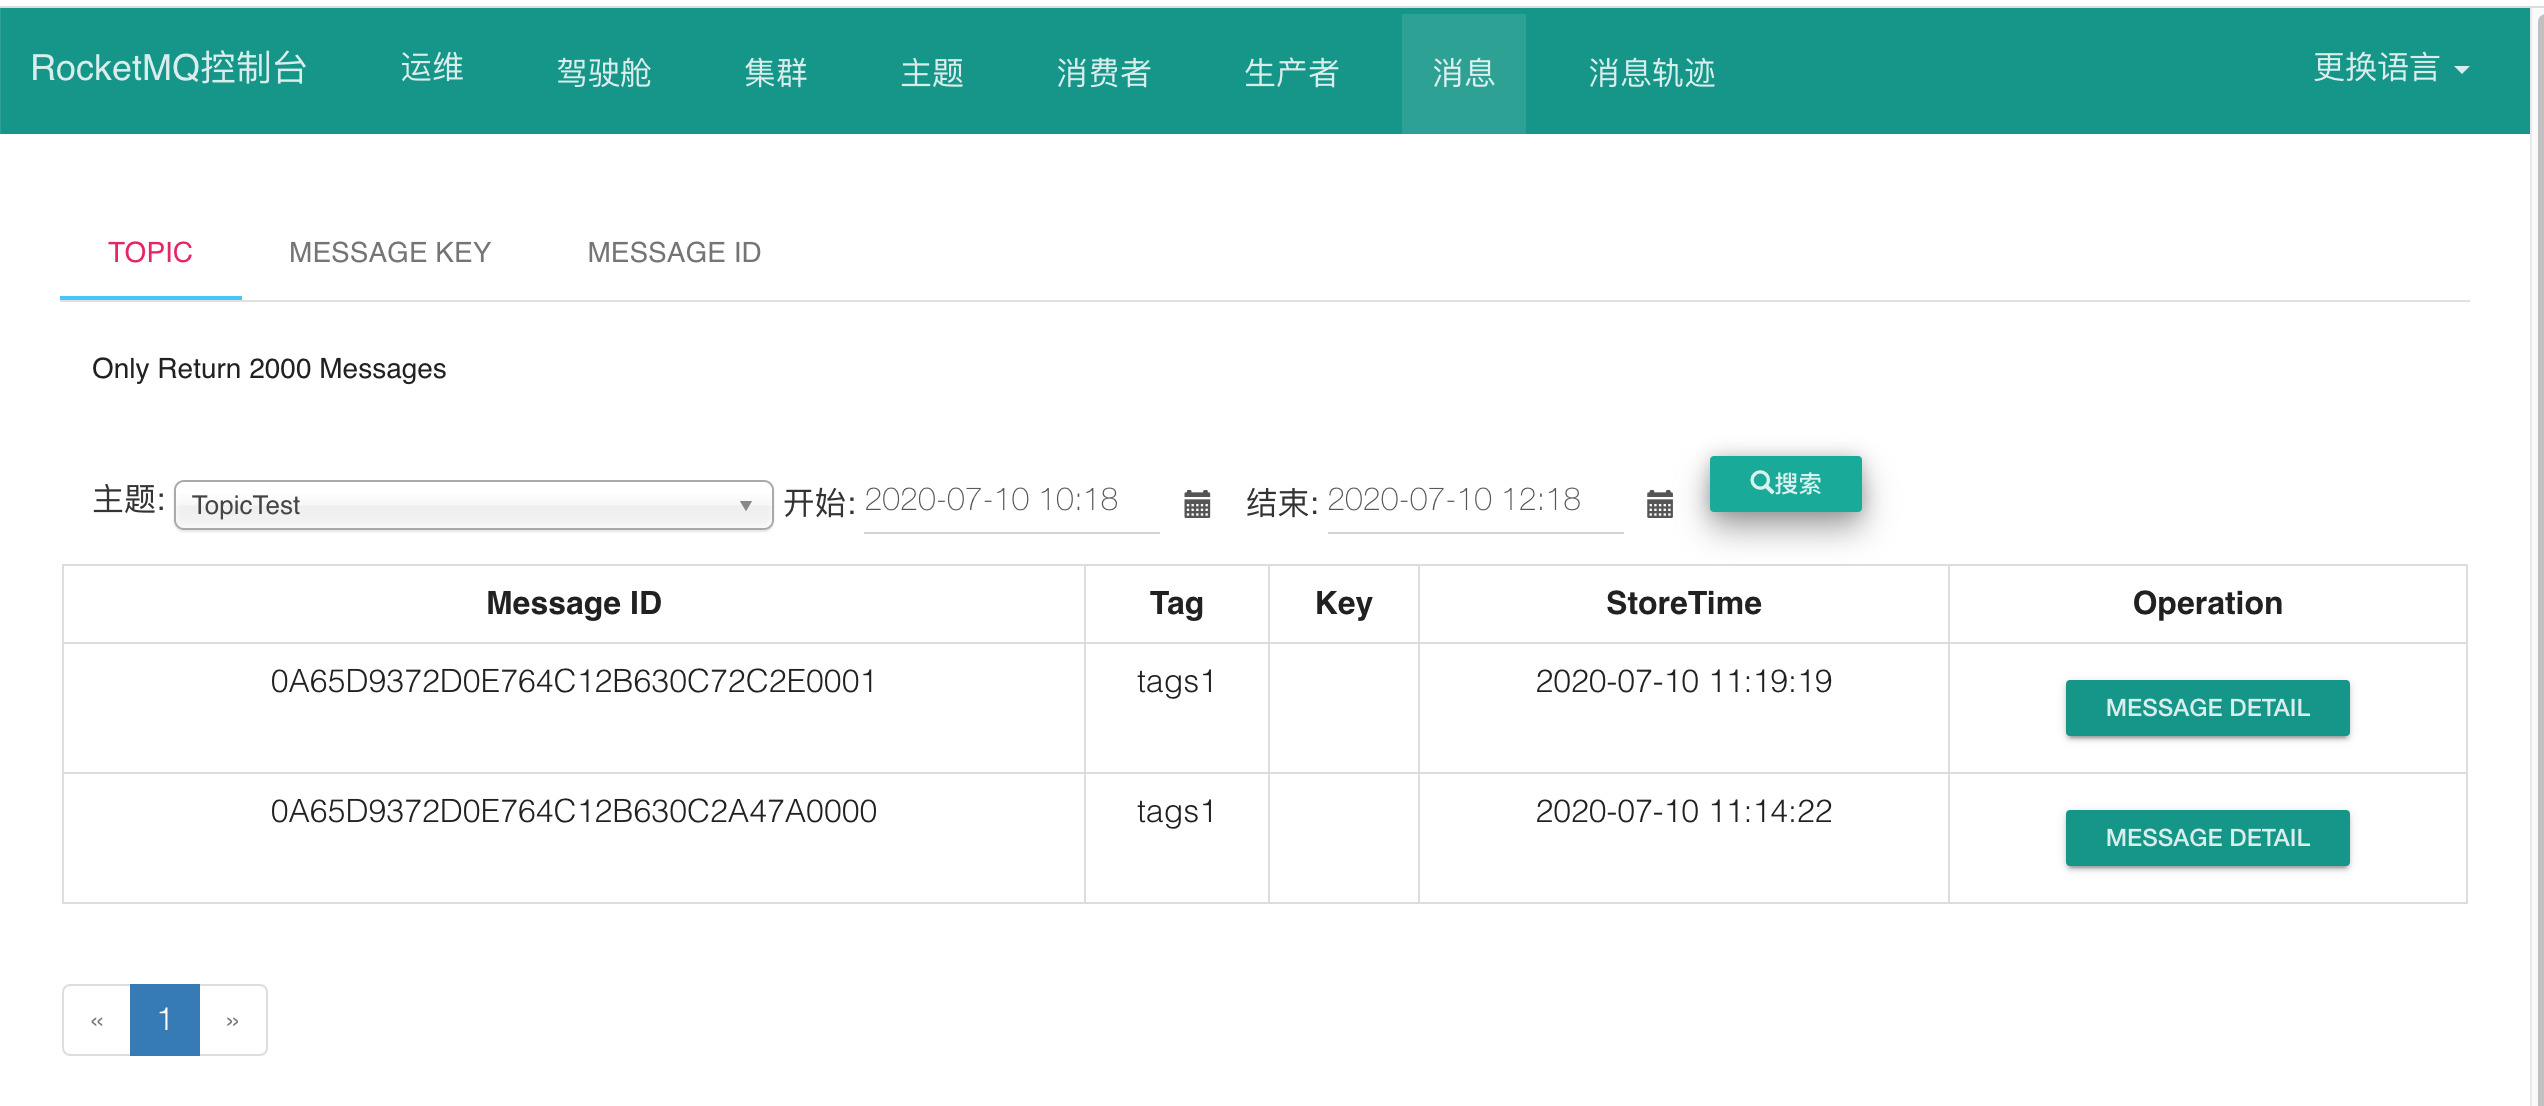 RocketMQ控制台 运维 驾驶舱 集群 主题 消费者 生产者 消息 消息轨迹 更换语言
TOPIC MESSAGE KEY MESSAGE ID
Only Return 2000 Messages
主题: TopicTest 开始: 2020-07-10 10:18 结束: 2020-07-10 12:18 搜索
Message ID Tag Key StoreTime Operation
0A65D9372D0E764C12B630C72C2E0001 tags1 2020-07-10 11:19:19 MESSAGE DETAIL
0A65D9372D0E764C12B630C2A47A0000 tags1 2020-07-10 11:14:22 MESSAGE DETAIL
« 1 »